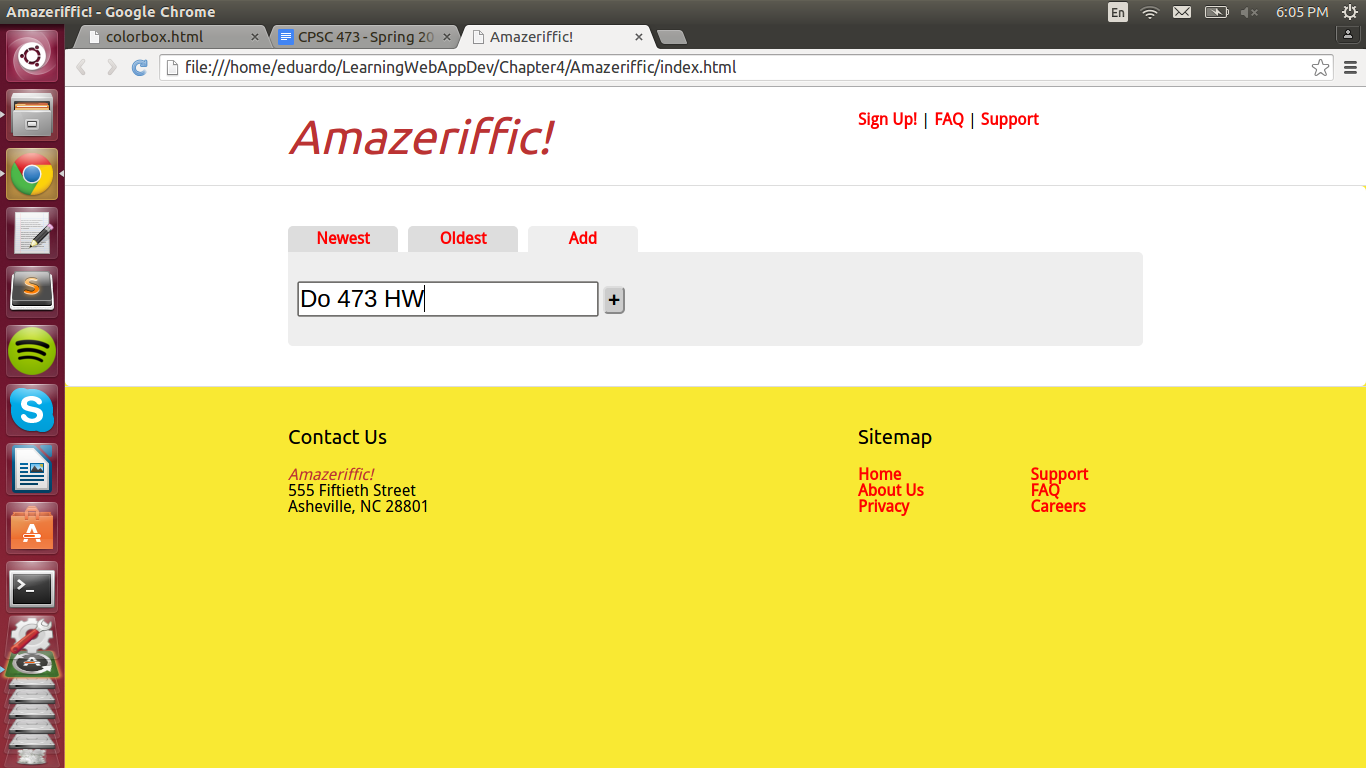 Amazeriffic! - Google Chrome
En
6:05 PM
colorbox.html
CPSC 473 - Spring 20
Amazeriffic!
file:///home/eduardo/LearningWebAppDev/Chapter4/Amazeriffic/index.html
Amazeriffic!
Sign Up! | FAQ | Support
Newest
Oldest
Add
Do 473 HW
+
Contact Us
Amazeriffic!
555 Fiftieth Street
Asheville, NC 28801
Sitemap
Home
About Us
Privacy
Support
FAQ
Careers